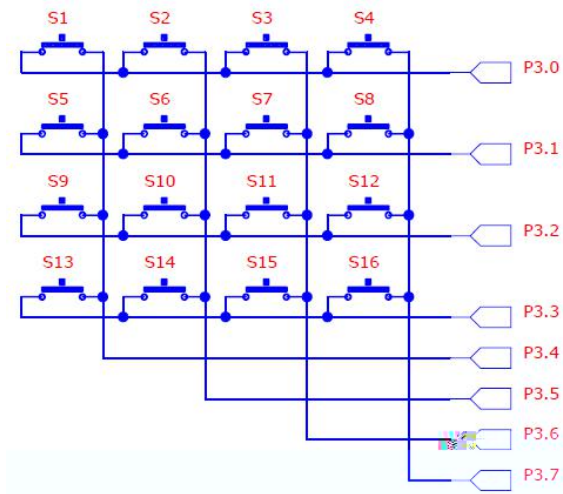 S1 S2 S3 S4
P3.0
S5 S6 S7 S8
P3.1
S9 S10 S11 S12
P3.2
S13 S14 S15 S16
P3.3
P3.4
P3.5
P3.6
P3.7